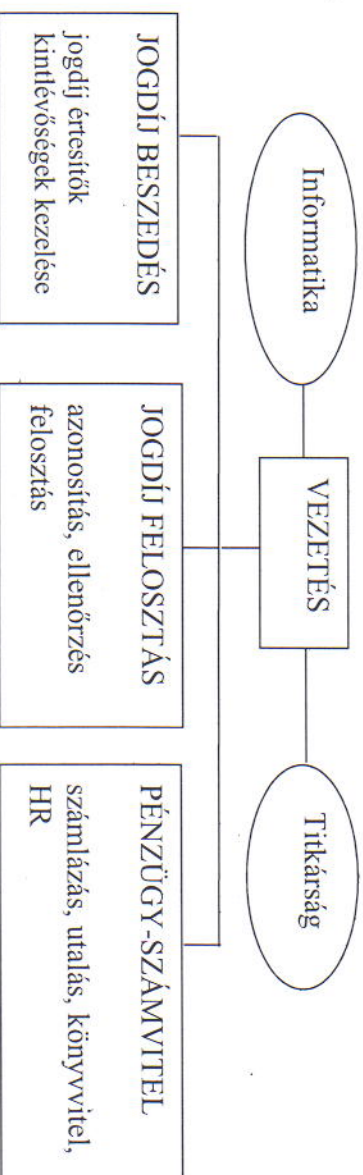 Informatika
VEZETÉS
Titkárság
JOGDÍJ BESZEDÉS
jogdíj értesítők
kintlévőségek kezelése
JOGDÍJ FELOSZTÁS
azonosítás, ellenőrzés
felosztás
PÉNZÜGY-SZÁMVITEL
számlázás, utalás, könyvvitel,
HR